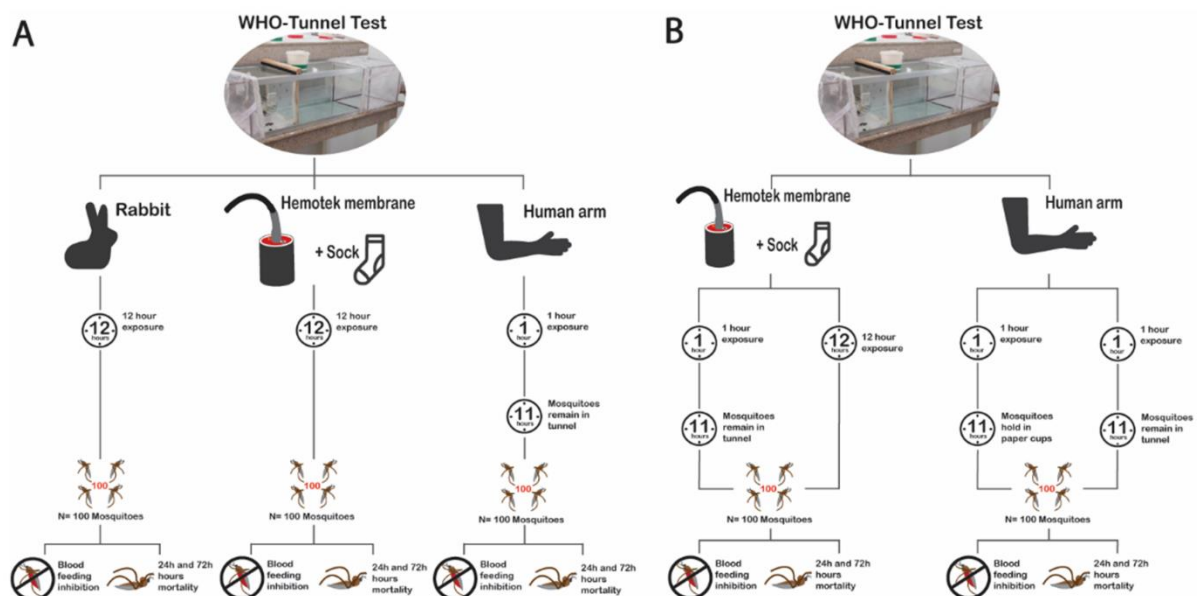 A
WHO-Tunnel Test
Rabbit
Hemotek membrane
+ Sock
Human arm
12
hours
12 hour
exposure
12
hours
12 hour
exposure
1
hour
1 hour
exposure
11
hours
Mosquitoes
remain in
tunnel
100
N= 100 Mosquitoes
100
N= 100 Mosquitoes
100
N= 100 Mosquitoes
Blood
feeding
inhibition
24h and 72h
hours
mortality
Blood
feeding
inhibition
24h and 72h
hours
mortality
Blood
feeding
inhibition
24h and 72h
hours
mortality
B
WHO-Tunnel Test
Hemotek membrane
+ Sock
Human arm
1
hour
1 hour
exposure
12
hours
12 hour
exposure
1
hour
1 hour
exposure
1
hour
1 hour
exposure
11
hours
Mosquitoes
remain in
tunnel
11
hours
Mosquitoes
hold in
paper cups
11
hours
Mosquitoes
remain in
tunnel
100
N= 100 Mosquitoes
100
N= 100 Mosquitoes
Blood
feeding
inhibition
24h and 72h
hours
mortality
Blood
feeding
inhibition
24h and 72h
hours
mortality